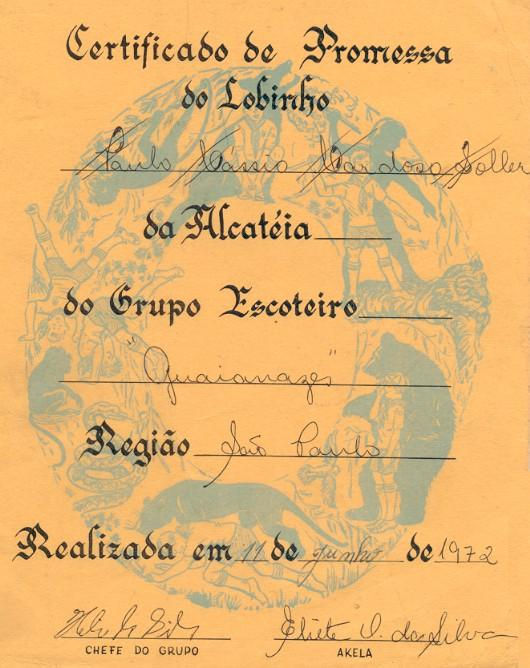 Certificado de Promessa
do Lobinho
Paulo Cássio Cardoso Soller
da Alcatéia
do Grupo Escoteiro
"Guaianazes"
Região São Paulo
Realizada em 11 de junho de 1972
Eliete V. da Silva
CHEFE DO GRUPO AKELA